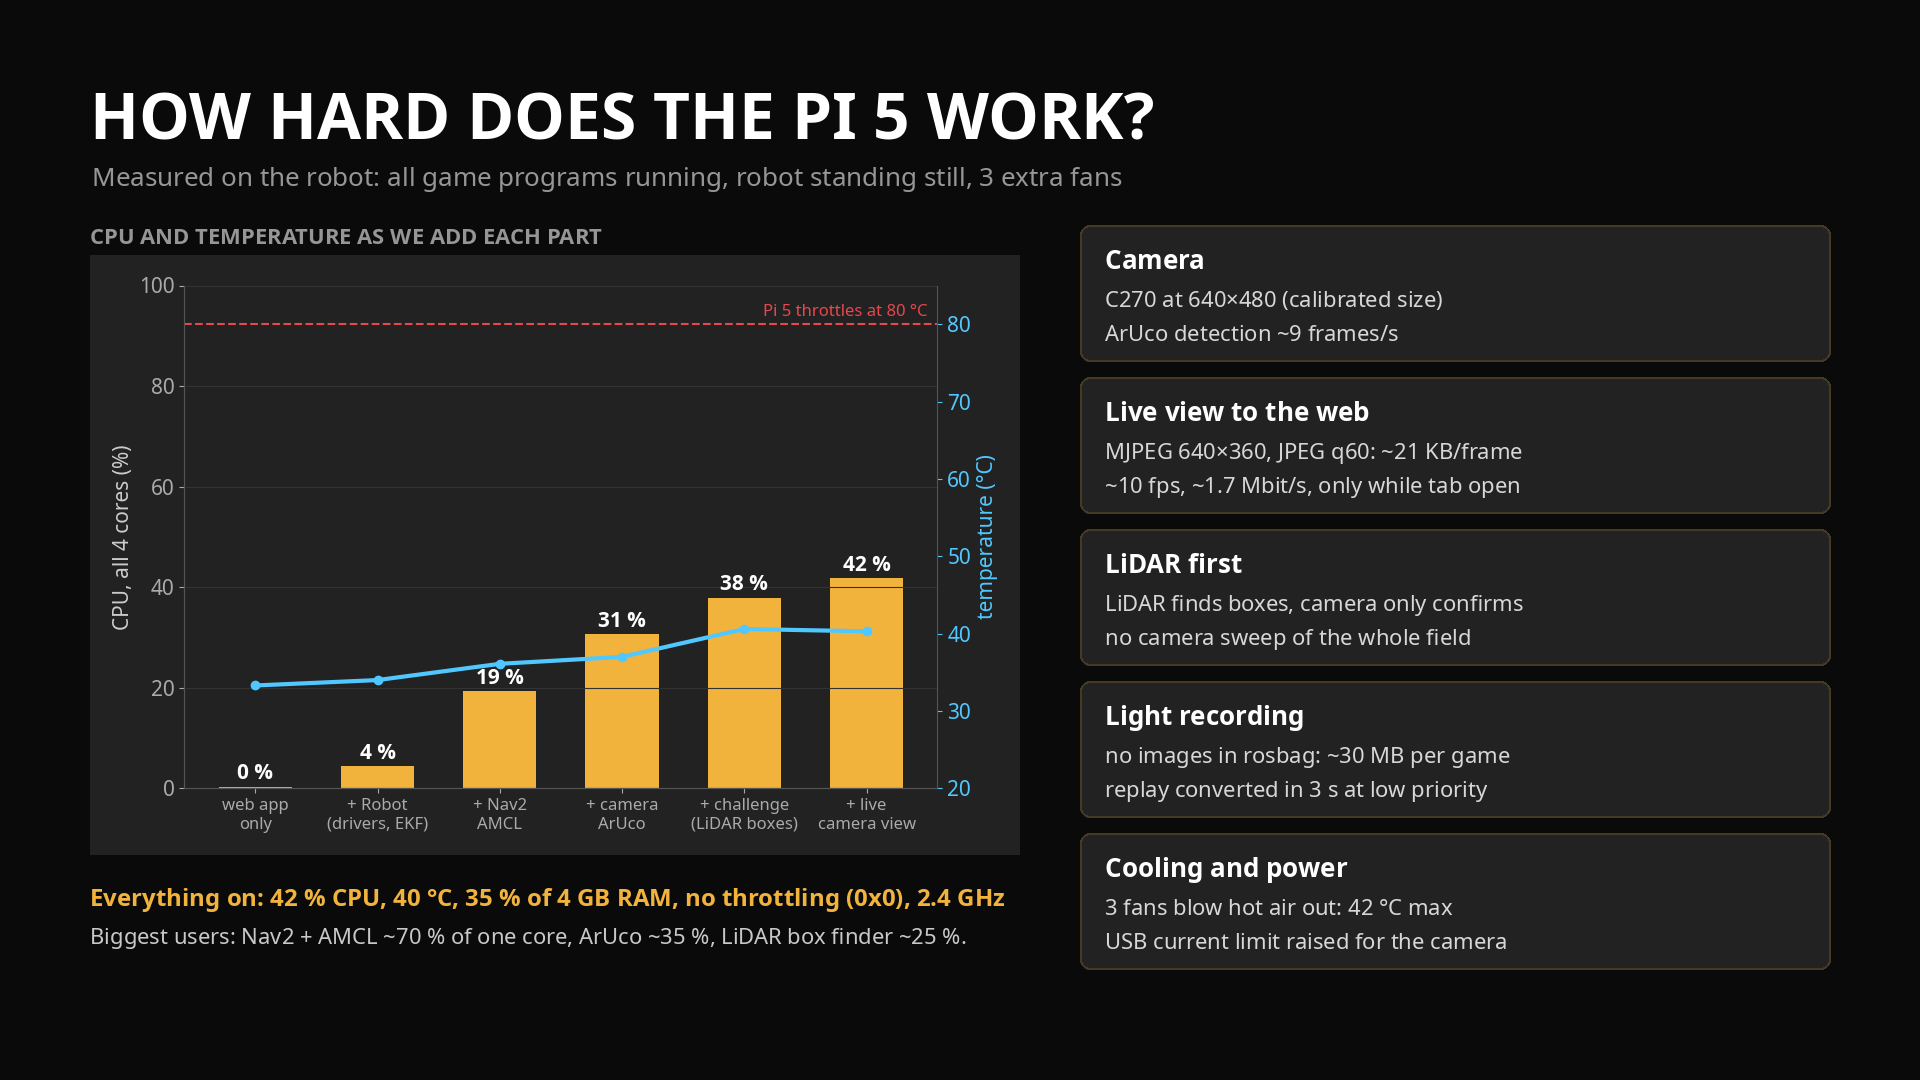 HOW HARD DOES THE PI 5 WORK?
Measured on the robot: all game programs running, robot standing still, 3 extra fans
CPU AND TEMPERATURE AS WE ADD EACH PART
100
80
60
40
20
0
CPU, all 4 cores (%)
Pi 5 throttles at 80 °C
80
70
60
50
40
30
20
temperature (°C)
0 %
4 %
19 %
31 %
38 %
42 %
web app
only
+ Robot
(drivers, EKF)
+ Nav2
AMCL
+ camera
ArUco
+ challenge
(LiDAR boxes)
+ live
camera view
Everything on: 42 % CPU, 40 °C, 35 % of 4 GB RAM, no throttling (0x0), 2.4 GHz
Biggest users: Nav2 + AMCL ~70 % of one core, ArUco ~35 %, LiDAR box finder ~25 %.
Camera
C270 at 640×480 (calibrated size)
ArUco detection ~9 frames/s
Live view to the web
MJPEG 640×360, JPEG q60: ~21 KB/frame
~10 fps, ~1.7 Mbit/s, only while tab open
LiDAR first
LiDAR finds boxes, camera only confirms
no camera sweep of the whole field
Light recording
no images in rosbag: ~30 MB per game
replay converted in 3 s at low priority
Cooling and power
3 fans blow hot air out: 42 °C max
USB current limit raised for the camera